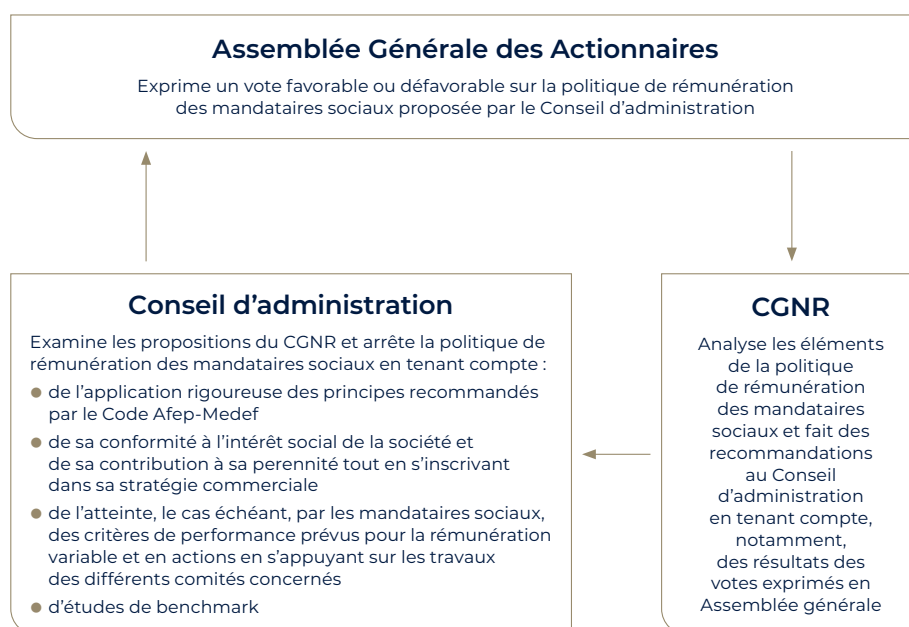 Assemblée Générale des Actionnaires
Exprime un vote favorable ou défavorable sur la politique de rémunération
des mandataires sociaux proposée par le Conseil d’administration
Conseil d’administration
Examine les propositions du CGNR et arrête la politique de
rémunération des mandataires sociaux en tenant compte :
● de l’application rigoureuse des principes recommandés
par le Code Afep-Medef
● de sa conformité à l’intérêt social de la société et
de sa contribution à sa perennité tout en s’inscrivant
dans sa stratégie commerciale
● de l’atteinte, le cas échéant, par les mandataires sociaux,
des critères de performance prévus pour la rémunération
variable et en actions en s’appuyant sur les travaux
des différents comités concernés
● d’études de benchmark
CGNR
Analyse les éléments
de la politique
de rémunération
des mandataires
sociaux et fait des
recommandations
au Conseil
d’administration
en tenant compte,
notamment,
des résultats des
votes exprimés en
Assemblée générale